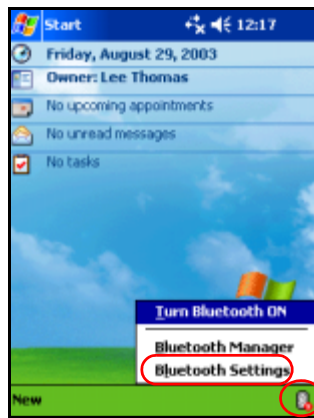 Start 12:17
Friday, August 29, 2003
Owner: Lee Thomas
No upcoming appointments
No unread messages
No tasks
Turn Bluetooth ON
Bluetooth Manager
Bluetooth Settings
New